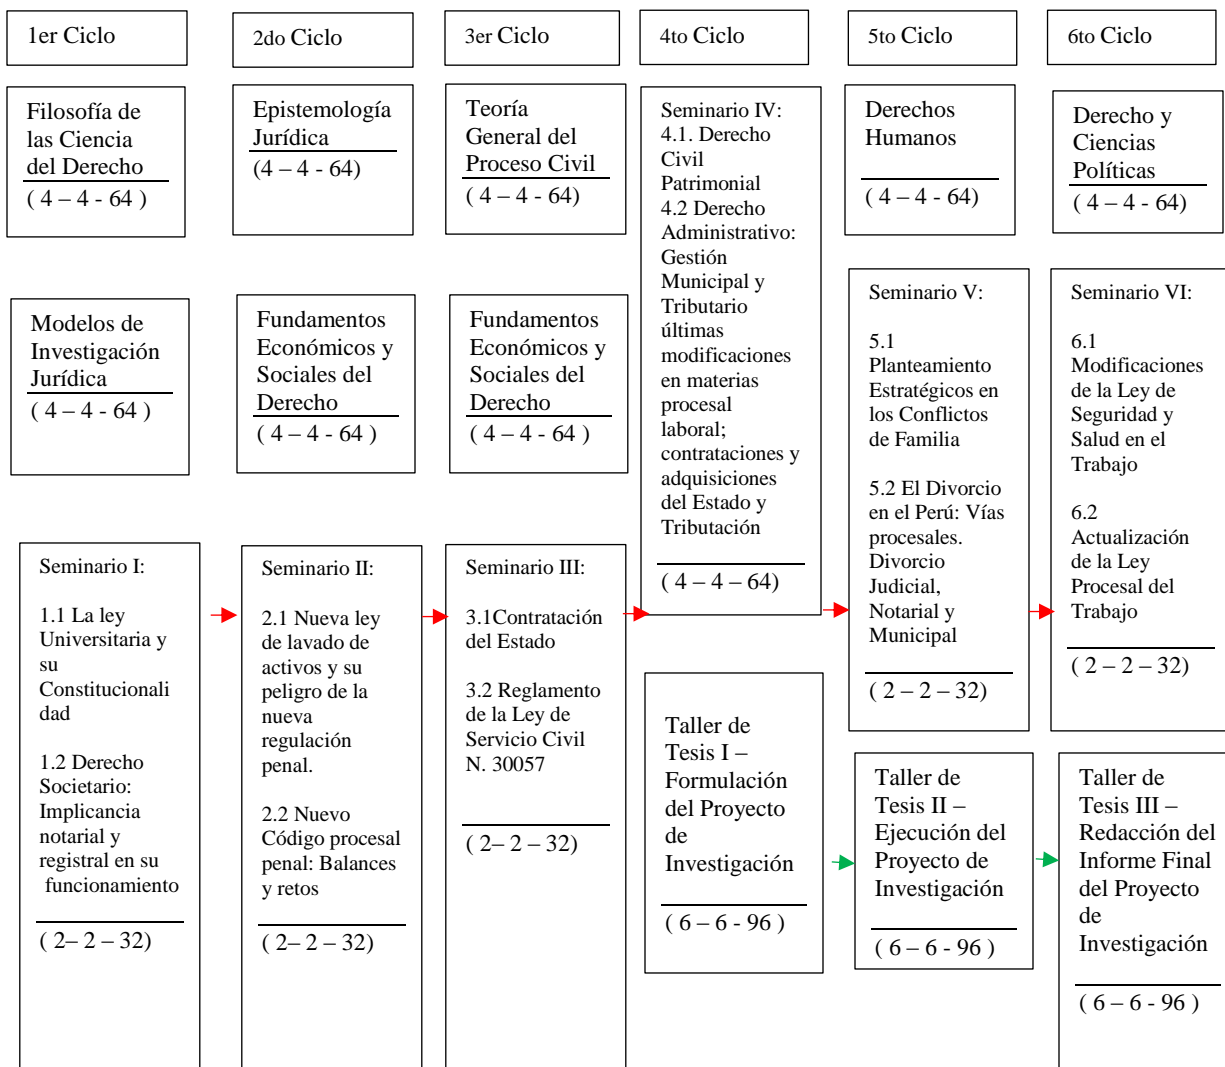 1er Ciclo
2do Ciclo
3er Ciclo
4to Ciclo
5to Ciclo
6to Ciclo
Filosofía de
las Ciencia
del Derecho
( 4 – 4 - 64 )
Epistemología
Jurídica
(4 – 4 - 64)
Teoría
General del
Proceso Civil
( 4 – 4 - 64)
Seminario IV:
4.1. Derecho
Civil
Patrimonial
4.2 Derecho
Administrativo:
Gestión
Municipal y
Tributario
últimas
modificaciones
en materias
procesal
laboral;
contrataciones y
adquisiciones
del Estado y
Tributación
( 4 – 4 – 64)
Derechos
Humanos
( 4 – 4 - 64)
Derecho y
Ciencias
Políticas
( 4 – 4 - 64)
Modelos de
Investigación
Jurídica
( 4 – 4 - 64 )
Fundamentos
Económicos y
Sociales del
Derecho
( 4 – 4 - 64 )
Fundamentos
Económicos y
Sociales del
Derecho
( 4 – 4 - 64 )
Seminario V:
5.1
Planteamiento
Estratégicos en
los Conflictos
de Familia
5.2 El Divorcio
en el Perú: Vías
procesales.
Divorcio
Judicial,
Notarial y
Municipal
( 2 – 2 – 32)
Seminario VI:
6.1
Modificaciones
de la Ley de
Seguridad y
Salud en el
Trabajo
6.2
Actualización
de la Ley
Procesal del
Trabajo
( 2 – 2 – 32)
Seminario I:
1.1 La ley
Universitaria y
su
Constitucionali
dad
1.2 Derecho
Societario:
Implicancia
notarial y
registral en su
funcionamiento
( 2– 2 – 32)
Seminario II:
2.1 Nueva ley
de lavado de
activos y su
peligro de la
nueva
regulación
penal.
2.2 Nuevo
Código procesal
penal: Balances
y retos
( 2– 2 – 32)
Seminario III:
3.1Contratación
del Estado
3.2 Reglamento
de la Ley de
Servicio Civil
N. 30057
( 2– 2 – 32)
Taller de
Tesis I –
Formulación
del Proyecto
de
Investigación
( 6 – 6 - 96 )
Taller de
Tesis II –
Ejecución del
Proyecto de
Investigación
( 6 – 6 - 96 )
Taller de
Tesis III –
Redacción del
Informe Final
del Proyecto
de
Investigación
( 6 – 6 - 96 )